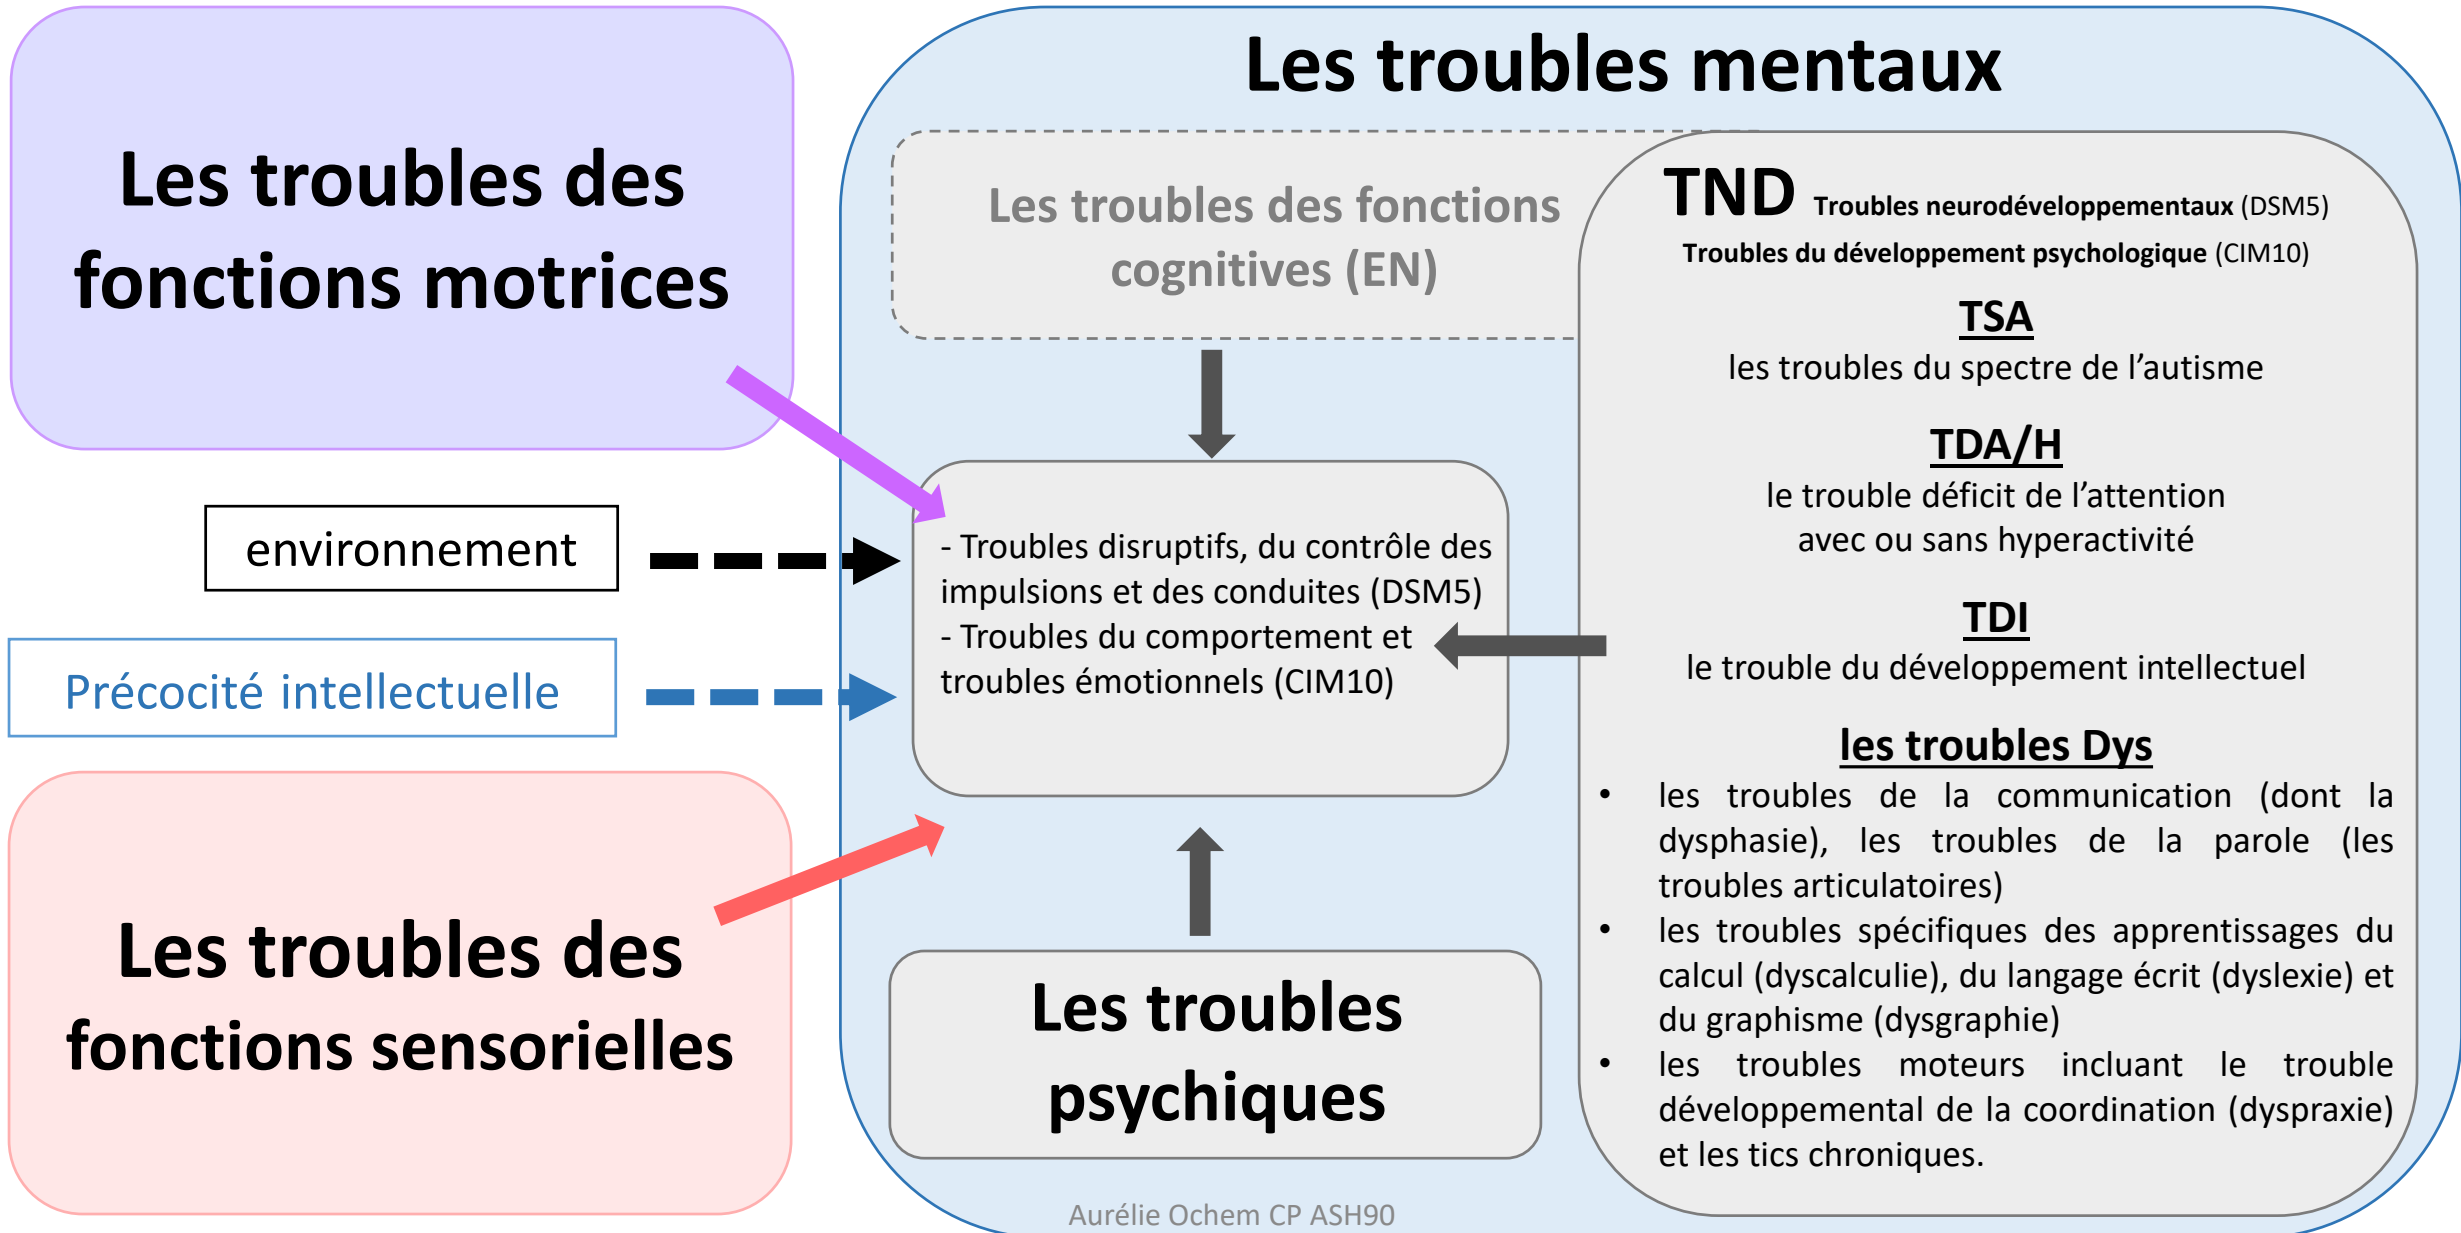 Les troubles mentaux
Les troubles des
fonctions motrices
environnement
Précocité intellectuelle
Les troubles des
fonctions sensorielles
Les troubles des fonctions
cognitives (EN)
- Troubles disruptifs, du contrôle des
impulsions et des conduites (DSM5)
- Troubles du comportement et
troubles émotionnels (CIM10)
Les troubles
psychiques
TND Troubles neurodéveloppementaux (DSM5)
Troubles du développement psychologique (CIM10)
TSA
les troubles du spectre de l’autisme
TDA/H
le trouble déficit de l’attention
avec ou sans hyperactivité
TDI
le trouble du développement intellectuel
les troubles Dys
• les troubles de la communication (dont la
dysphasie), les troubles de la parole (les
troubles articulatoires)
• les troubles spécifiques des apprentissages du
calcul (dyscalculie), du langage écrit (dyslexie) et
du graphisme (dysgraphie)
• les troubles moteurs incluant le trouble
développemental de la coordination (dyspraxie)
et les tics chroniques.
Aurélie Ochem CP ASH90